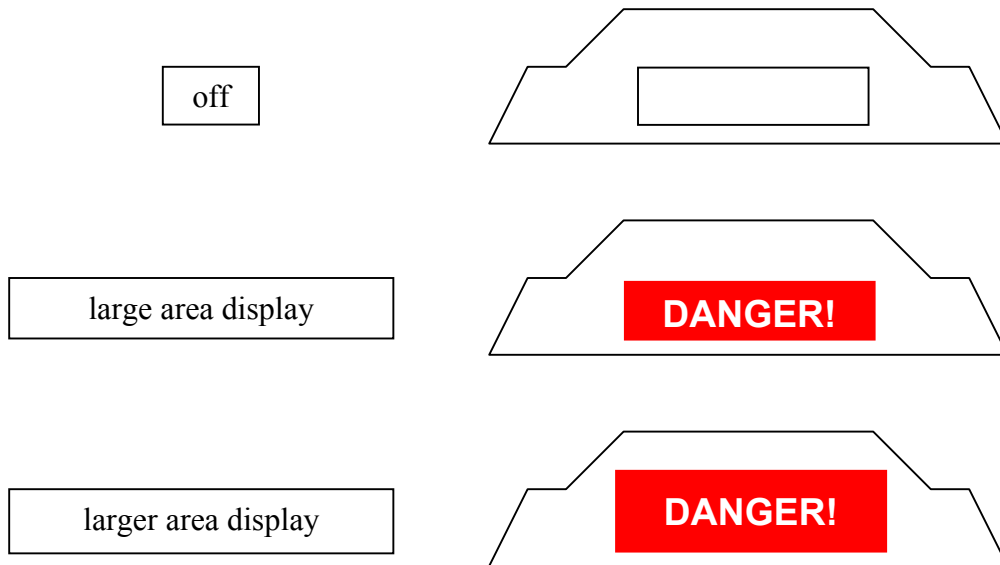 off
large area display
DANGER!
larger area display
DANGER!